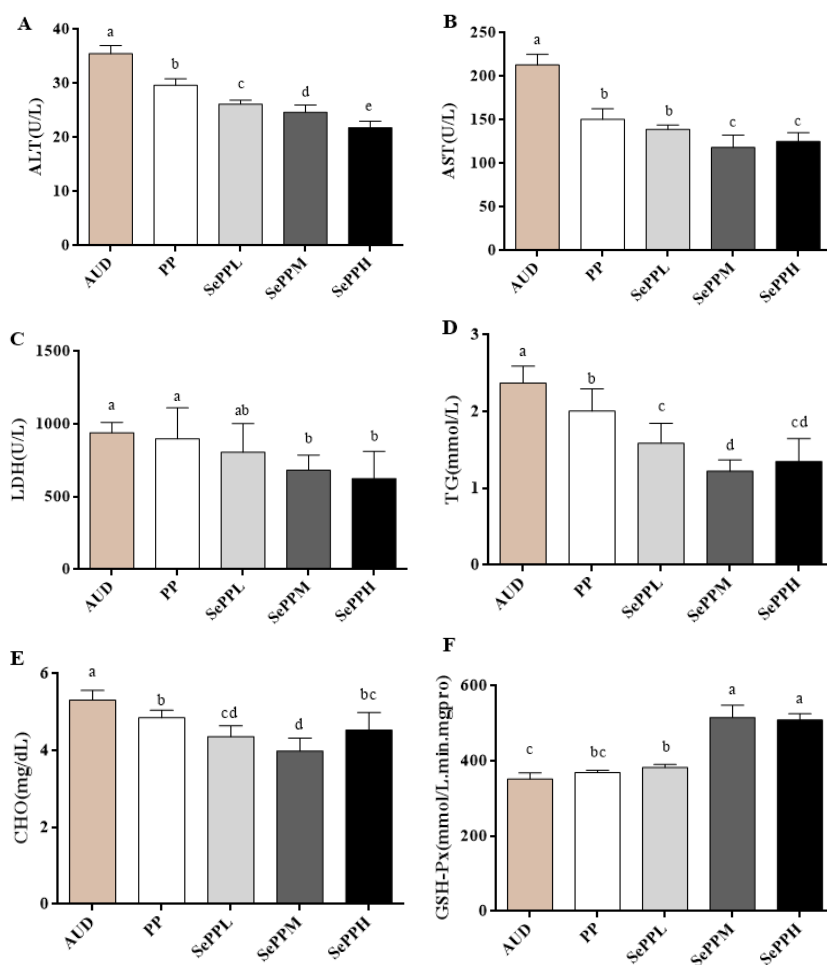 A
ALT(U/L)
40
30
20
10
0
a
b
c
d
e
AUD
PP
SePPL
SePPM
SePPH
B
AST(U/L)
250
200
150
100
50
0
a
b
b
c
c
AUD
PP
SePPL
SePPM
SePPH
C
LDH(U/L)
1500
1000
500
0
a
a
ab
b
b
AUD
PP
SePPL
SePPM
SePPH
D
TG(mmol/L)
3
2
1
0
a
b
c
d
cd
AUD
PP
SePPL
SePPM
SePPH
E
CHO(mg/dL)
6
4
2
0
a
b
cd
d
bc
AUD
PP
SePPL
SePPM
SePPH
F
GSH-Px(mmol/L.min.mgpro)
600
400
200
0
c
bc
b
a
a
AUD
PP
SePPL
SePPM
SePPH